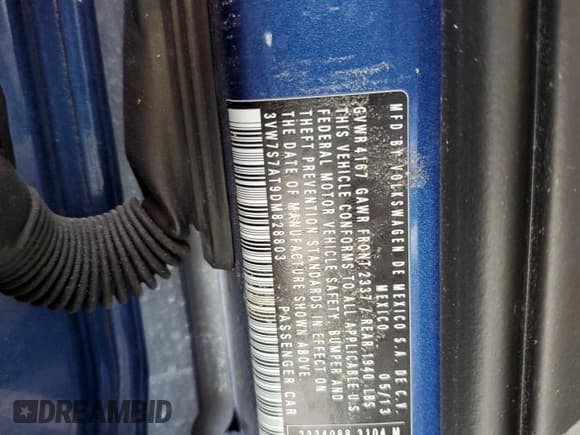 MFD BY VOLKSWAGEN DE MEXICO S.A. DE C.V.
MEXICO 05/13
GVWR 4167 GAWR FRONT 2337/ REAR 1940 LBS
THIS VEHICLE CONFORMS TO ALL APPLICABLE U.S.
FEDERAL MOTOR VEHICLE SAFETY, BUMPER AND
THEFT PREVENTION STANDARDS IN EFFECT ON
THE DATE OF MANUFACTURE SHOWN ABOVE
3VW7S7AT9DM828803 PASSENGER CAR
DREAMBID